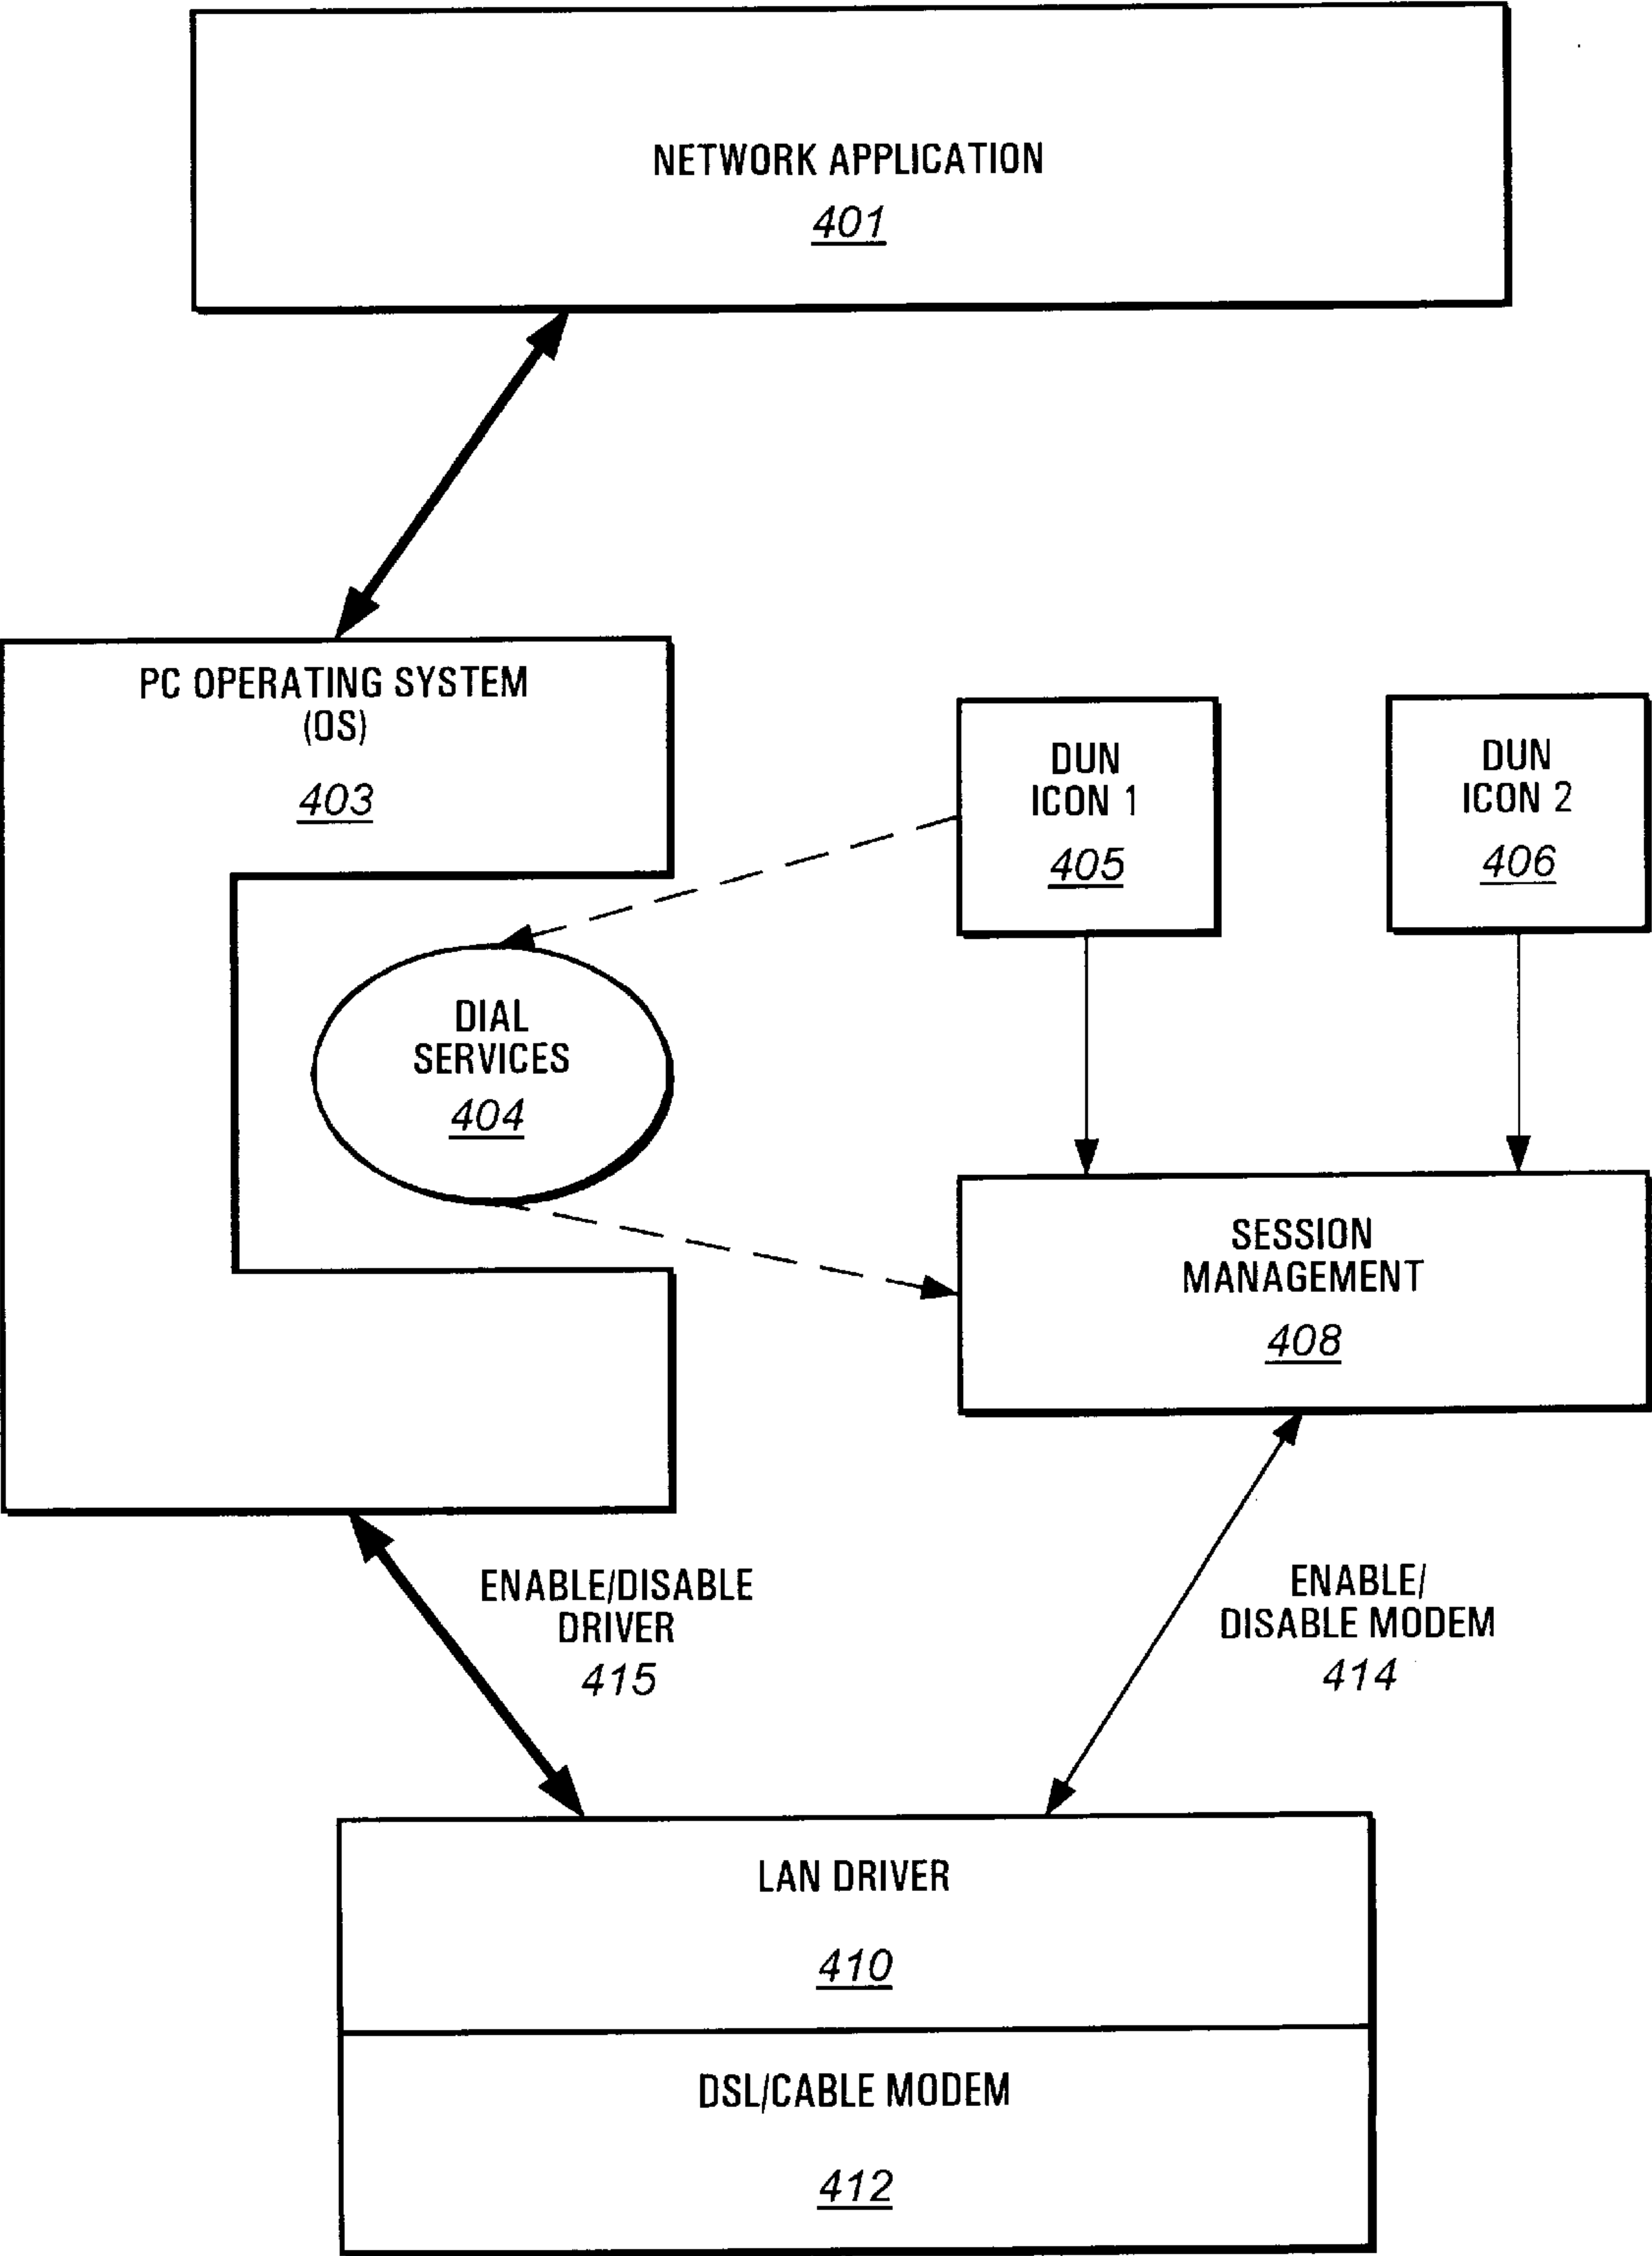 NETWORK APPLICATION
401
PC OPERATING SYSTEM
(OS)
403
DUN
ICON 1
405
DUN
ICON 2
406
DIAL
SERVICES
404
SESSION
MANAGEMENT
408
ENABLE/DISABLE
DRIVER
415
ENABLE/
DISABLE MODEM
414
LAN DRIVER
410
DSL/CABLE MODEM
412